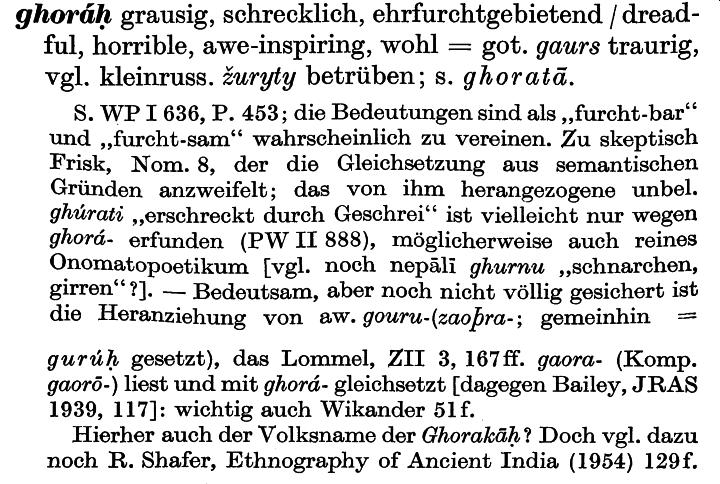 ghoráḥ grausig, schrecklich, ehrfurchtgebietend / dread-
ful, horrible, awe-inspiring, wohl = got. gaurs traurig,
vgl. kleinruss. žuryty betrüben; s. ghoratā.
S. WP I 636, P. 453; die Bedeutungen sind als „furcht-bar“
und „furcht-sam“ wahrscheinlich zu vereinen. Zu skeptisch
Frisk, Nom. 8, der die Gleichsetzung aus semantischen
Gründen anzweifelt; das von ihm herangezogene unbel.
ghúrati „erschreckt durch Geschrei“ ist vielleicht nur wegen
ghorá- erfunden (PW II 888), möglicherweise auch reines
Onomatopoetikum [vgl. noch nepālī ghurnu „schnarchen,
girren“?]. — Bedeutsam, aber noch nicht völlig gesichert ist
die Heranziehung von aw. gouru-(zaoþra-; gemeinhin =
gurúḥ gesetzt), das Lommel, ZII 3, 167ff. gaora- (Komp.
gaorō-) liest und mit ghorá- gleichsetzt [dagegen Bailey, JRAS
1939, 117]: wichtig auch Wikander 51f.
Hierher auch der Volksname der Ghorakāḥ? Doch vgl. dazu
noch R. Shafer, Ethnography of Ancient India (1954) 129f.